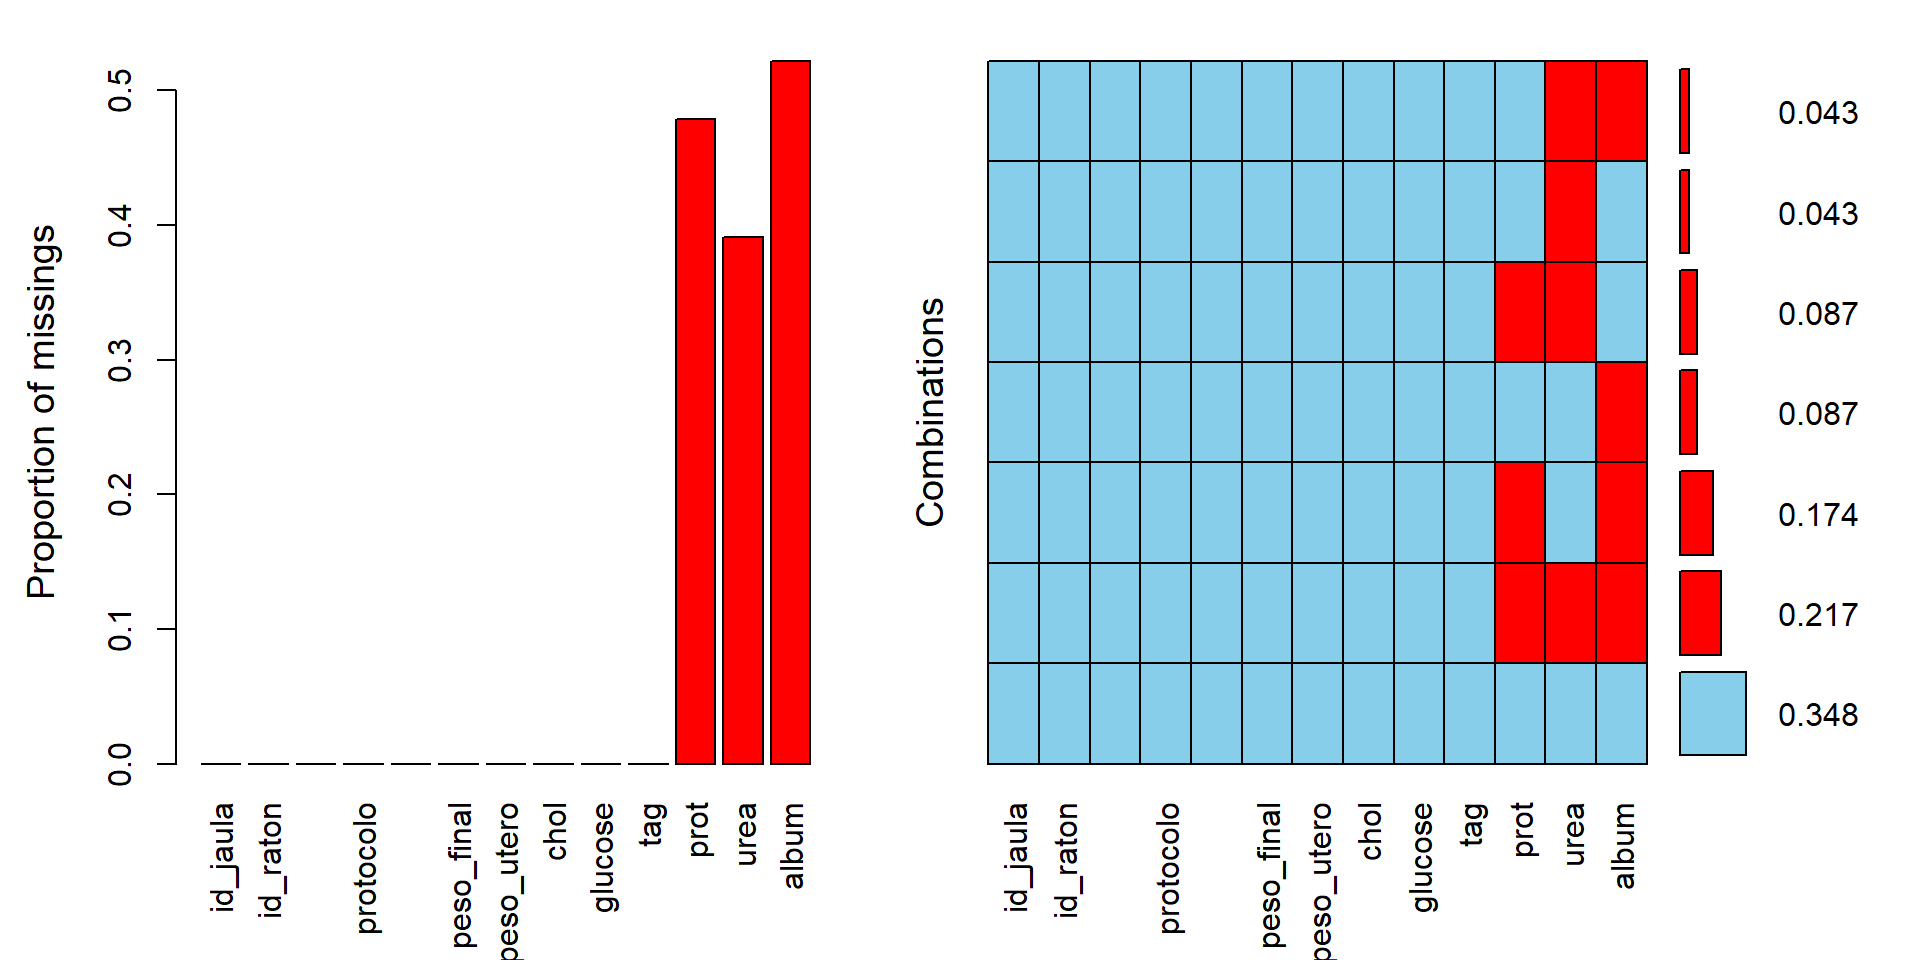 Proportion of missings
0.5
0.4
0.3
0.2
0.1
0.0
id_jaula
id_raton
protocolo
peso_final
peso_utero
chol
glucose
tag
prot
urea
album
Combinations
0.043
0.043
0.087
0.087
0.174
0.217
0.348
id_jaula
id_raton
protocolo
peso_final
peso_utero
chol
glucose
tag
prot
urea
album